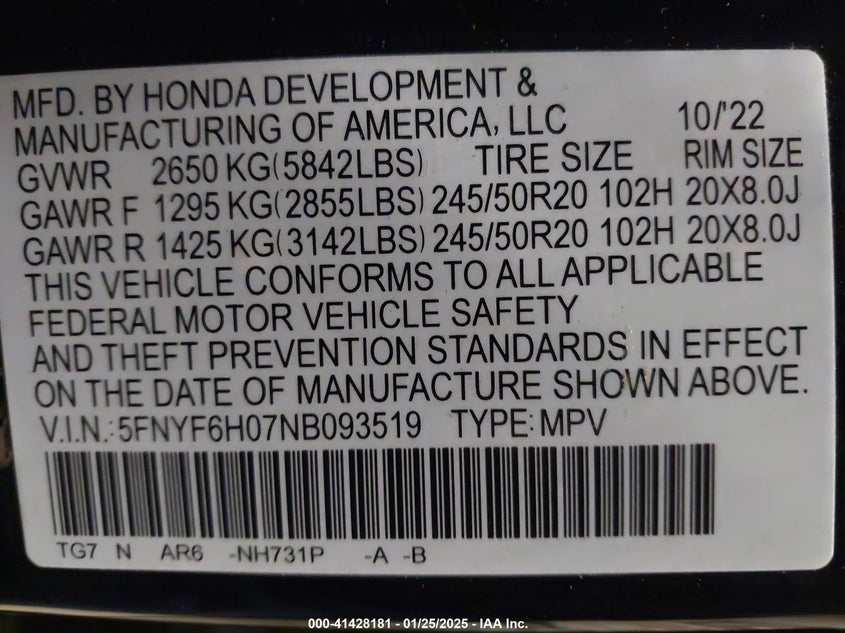 MFD. BY HONDA DEVELOPMENT &
MANUFACTURING OF AMERICA, LLC 10/'22
GVWR 2650 KG(5842LBS) TIRE SIZE RIM SIZE
GAWR F 1295 KG(2855LBS) 245/50R20 102H 20X8.0J
GAWR R 1425 KG(3142LBS) 245/50R20 102H 20X8.0J
THIS VEHICLE CONFORMS TO ALL APPLICABLE
FEDERAL MOTOR VEHICLE SAFETY
AND THEFT PREVENTION STANDARDS IN EFFECT
ON THE DATE OF MANUFACTURE SHOWN ABOVE.
V.I.N.:5FNYF6H07NB093519 TYPE:MPV
TG7 N AR6 -NH731P -A -B
000-41428181 - 01/25/2025 - IAA Inc.